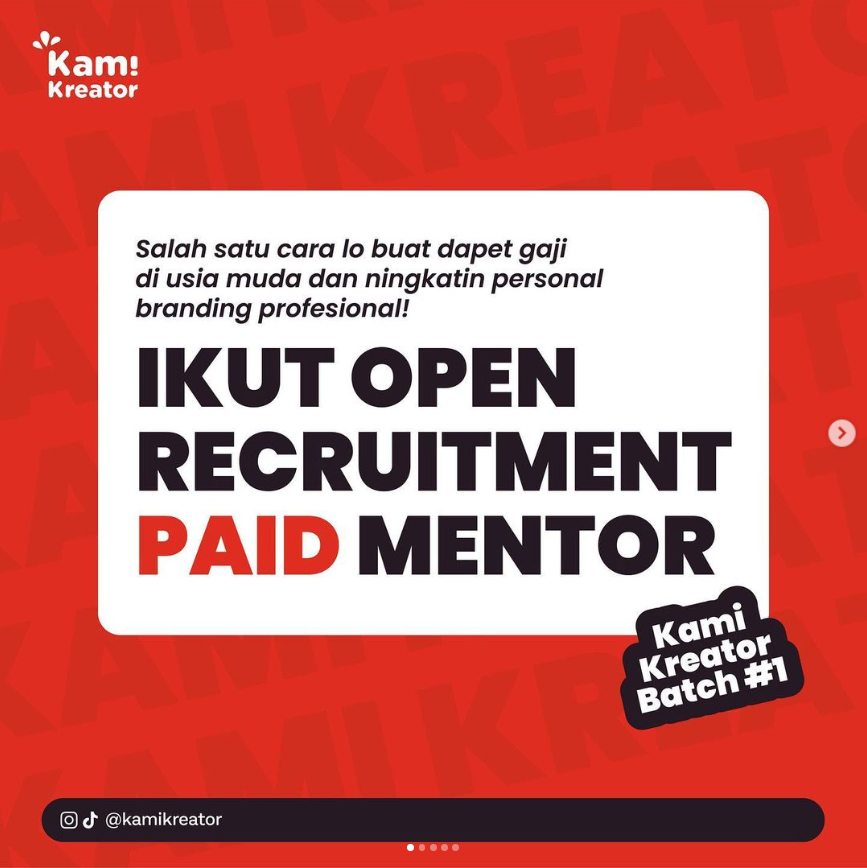 Kam!
Kreator
Salah satu cara lo buat dapet gaji
di usia muda dan ningkatin personal
branding profesional!
IKUT OPEN
RECRUITMENT
PAID MENTOR
Kami
Kreator
Batch #1
@kamikreator